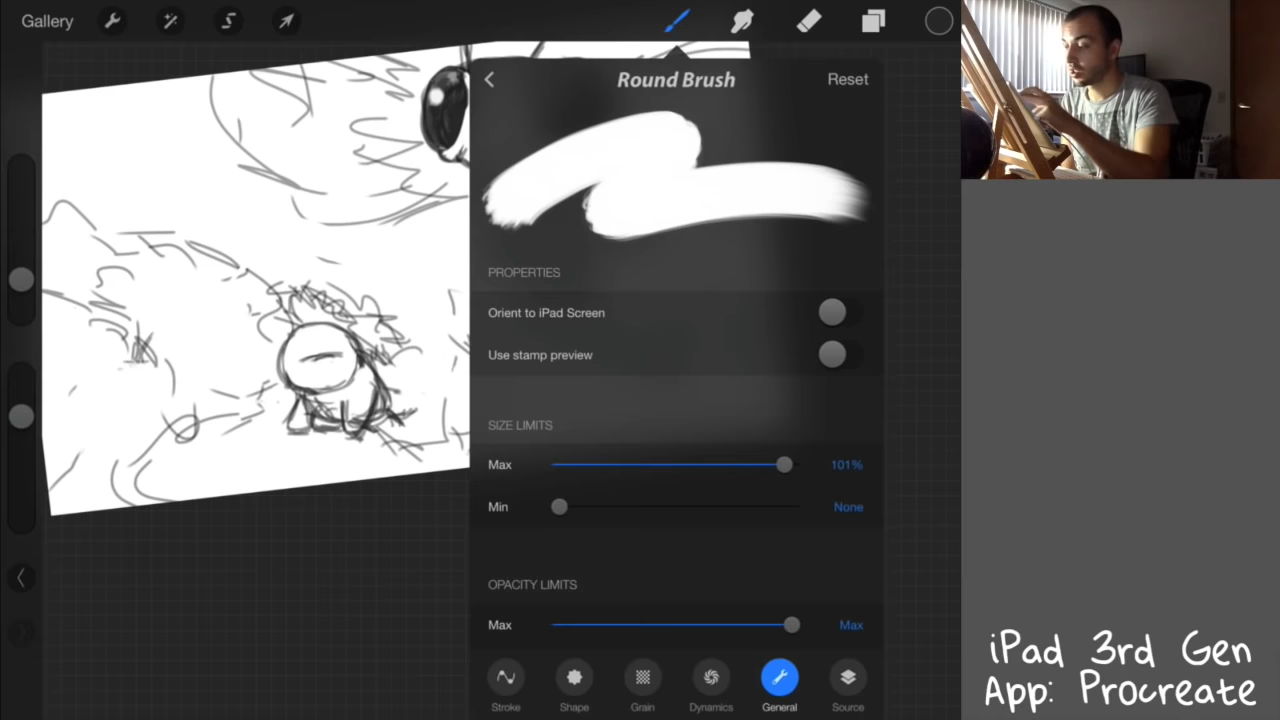 Gallery
Round Brush
Reset
PROPERTIES
Orient to iPad Screen
Use stamp preview
SIZE LIMITS
Max 101%
Min None
OPACITY LIMITS
Max Max
Stroke Shape Grain Dynamics General Source
iPad 3rd Gen
App: Procreate